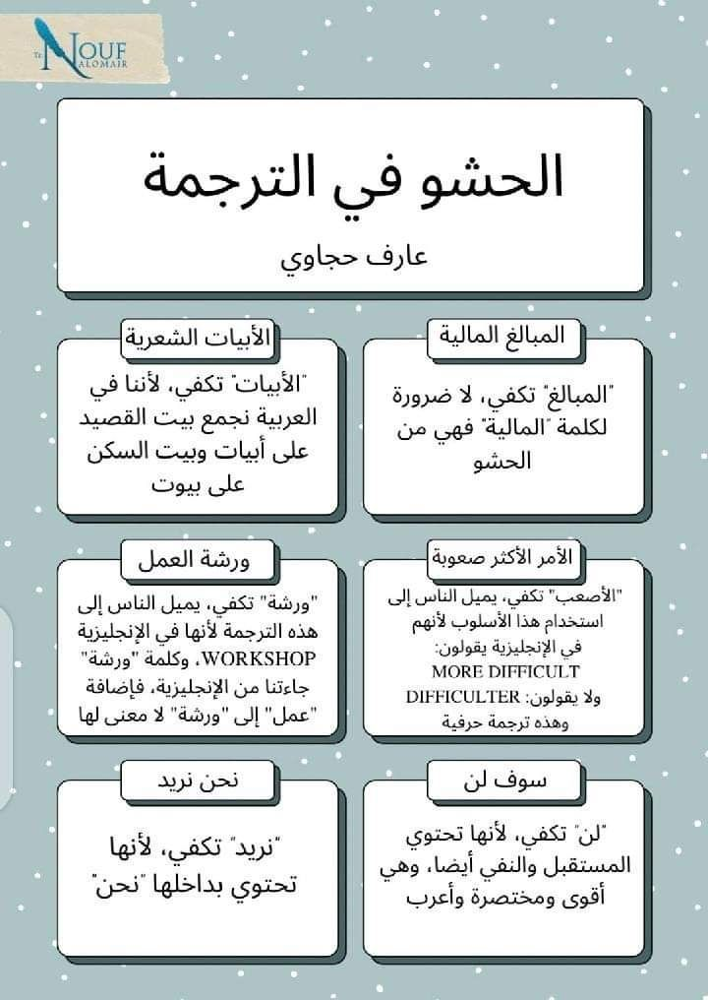 Te.NOUF
ALOMAIR
الحشو في الترجمة
عارف حجاوي
المبالغ المالية
"المبالغ" تكفي، لا ضرورة
لكلمة "المالية" فهي من
الحشو
الأبيات الشعرية
"الأبيات" تكفي، لأننا في
العربية نجمع بيت القصيد
على أبيات وبيت السكن
على بيوت
الأمر الأكثر صعوبة
"الأصعب" تكفي، يميل الناس إلى
استخدام هذا الأسلوب لأنهم
في الإنجليزية يقولون:
MORE DIFFICULT
ولا يقولون: DIFFICULTER
وهذه ترجمة حرفية
ورشة العمل
"ورشة" تكفي، يميل الناس إلى
هذه الترجمة لأنها في الإنجليزية
WORKSHOP، وكلمة "ورشة"
جاءتنا من الإنجليزية، فإضافة
"عمل" إلى "ورشة" لا معنى لها
سوف لن
"لن" تكفي، لأنها تحتوي
المستقبل والنفي أيضا، وهي
أقوى ومختصرة وأعرب
نحن نريد
"نريد" تكفي، لأنها
تحتوي بداخلها "نحن"